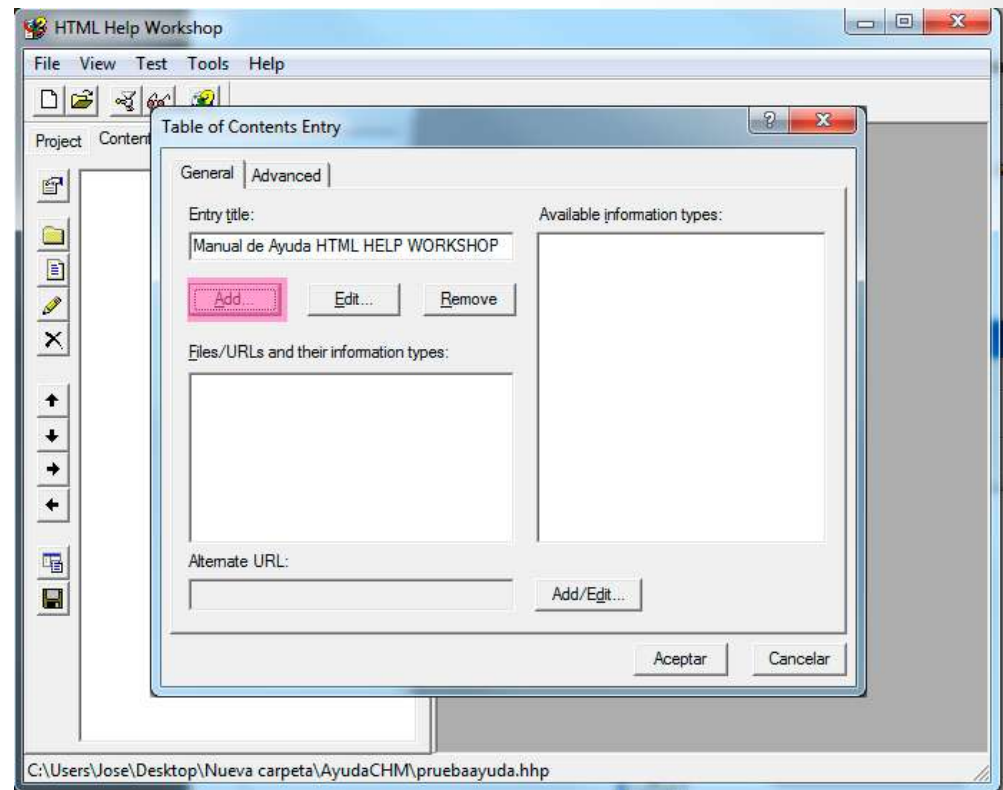 HTML Help Workshop
File View Test Tools Help
Table of Contents Entry
Project Content
General Advanced
Entry title:
Available information types:
Manual de Ayuda HTML HELP WORKSHOP
Add... Edit... Remove
Files/URLs and their information types:
Alternate URL:
Add/Edit...
Aceptar Cancelar
C:\Users\Jose\Desktop\Nueva carpeta\AyudaCHM\pruebaayuda.hhp